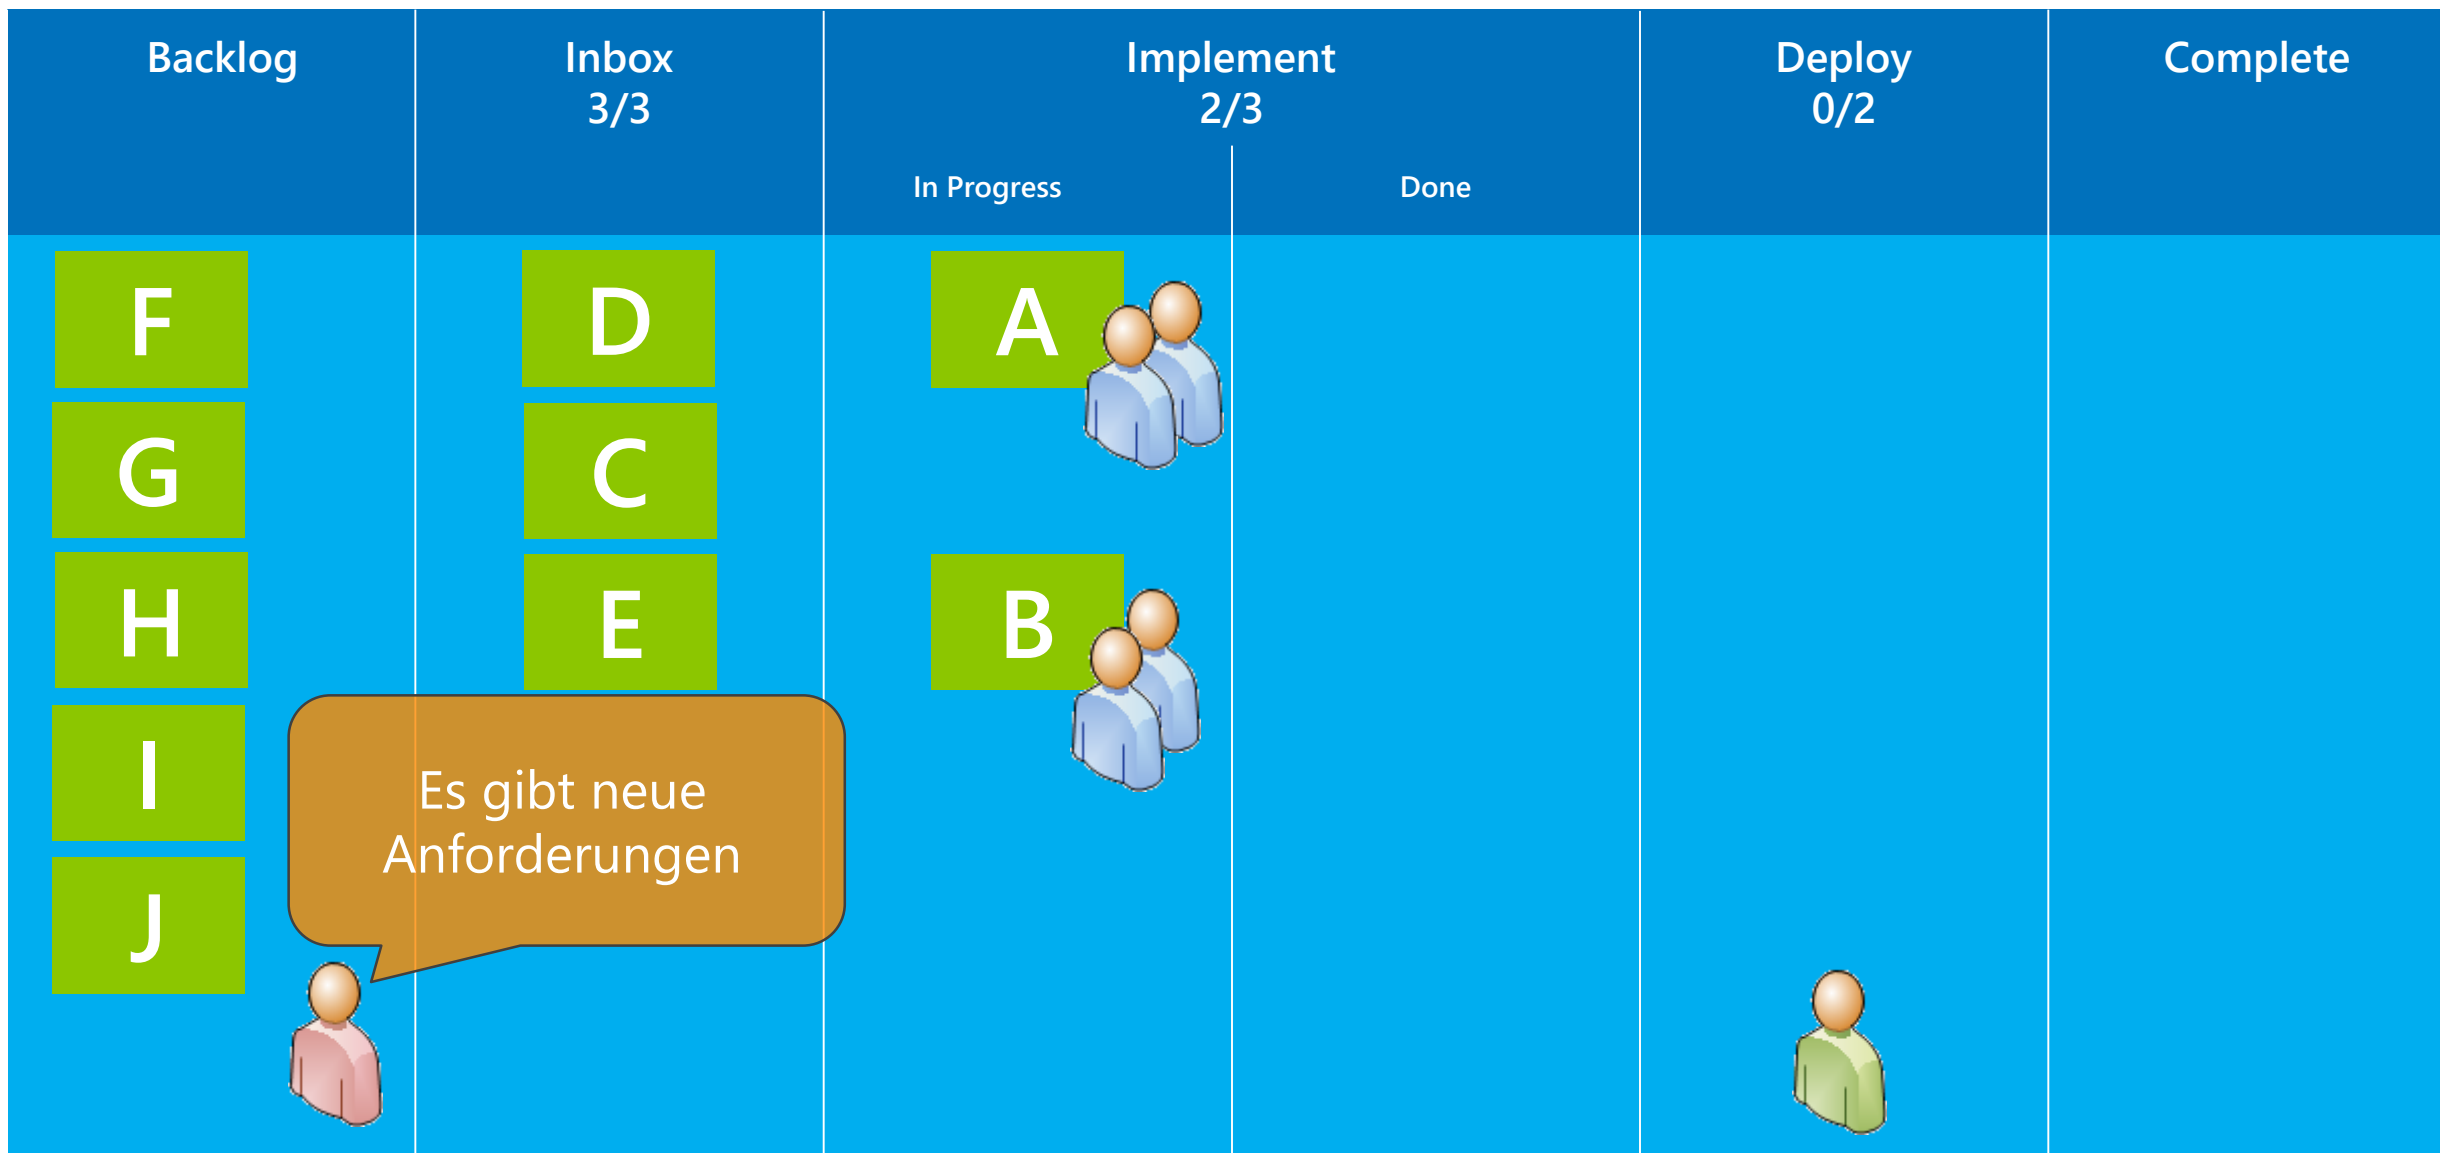 Backlog
Inbox
3/3
Implement
2/3
In Progress
Done
Deploy
0/2
Complete
F
G
H
I
J
D
C
E
A
B
Es gibt neue
Anforderungen